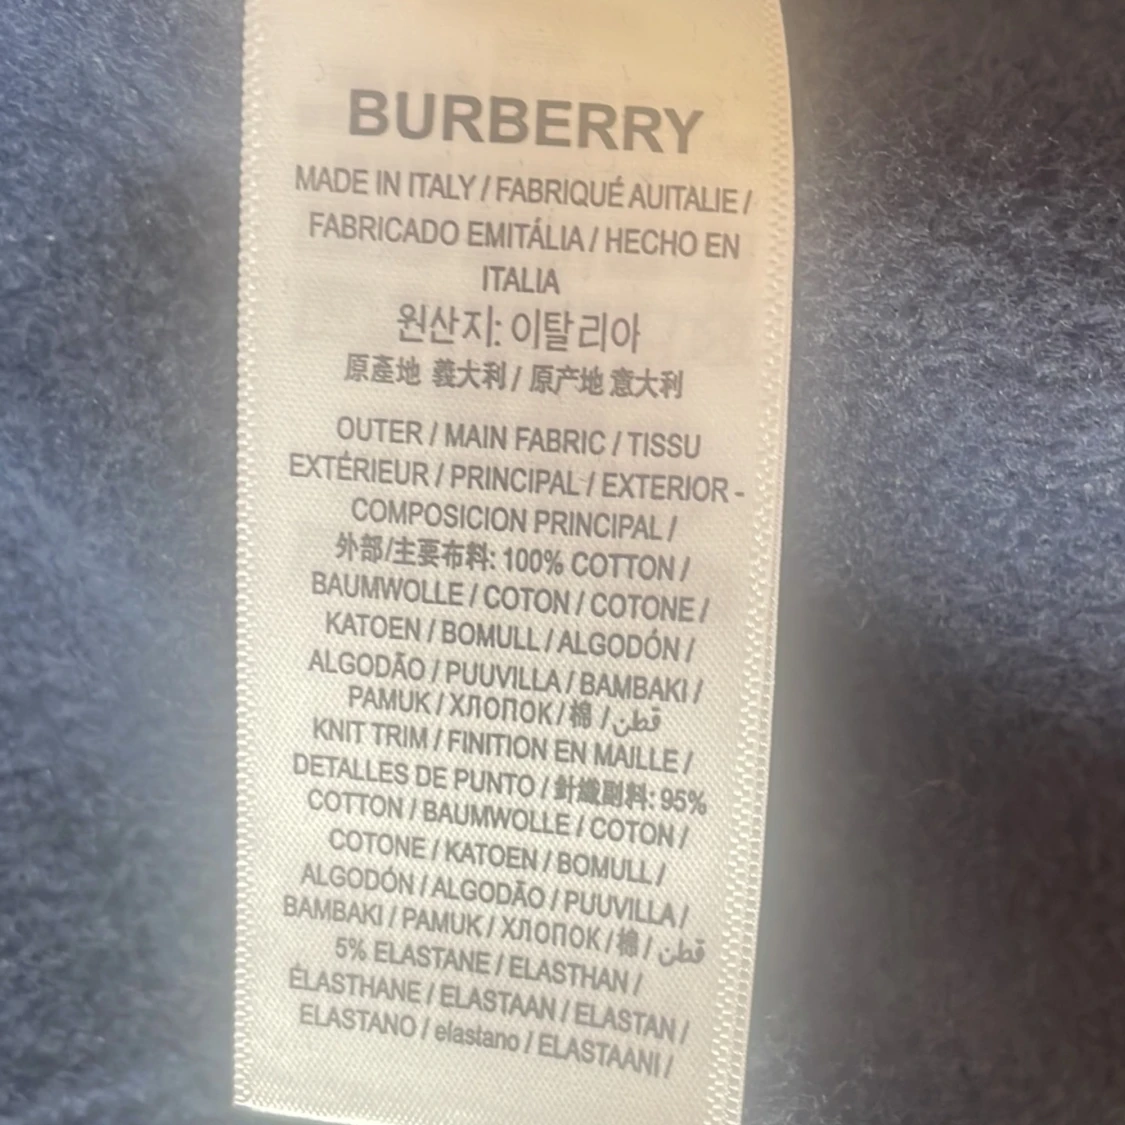 BURBERRY
MADE IN ITALY / FABRIQUÉ AUITALIE /
FABRICADO EMITÁLIA / HECHO EN
ITALIA
원산지: 이탈리아
原產地 義大利 / 原产地 意大利
OUTER / MAIN FABRIC / TISSU
EXTÉRIEUR / PRINCIPAL / EXTERIOR -
COMPOSICION PRINCIPAL /
外部/主要布料: 100% COTTON /
BAUMWOLLE / COTON / COTONE /
KATOEN / BOMULL / ALGODÓN /
ALGODÃO / PUUVILLA / BAMBAKI /
PAMUK / ХЛОПОК / 棉 / قطن
KNIT TRIM / FINITION EN MAILLE /
DETALLES DE PUNTO / 針織副料: 95%
COTTON / BAUMWOLLE / COTON /
COTONE / KATOEN / BOMULL /
ALGODÓN / ALGODÃO / PUUVILLA /
BAMBAKI / PAMUK / ХЛОПОК / 棉 / قطن
5% ELASTANE / ELASTHAN /
ÉLASTHANE / ELASTAAN / ELASTAN /
ELASTANO / elastano / ELASTAANI /